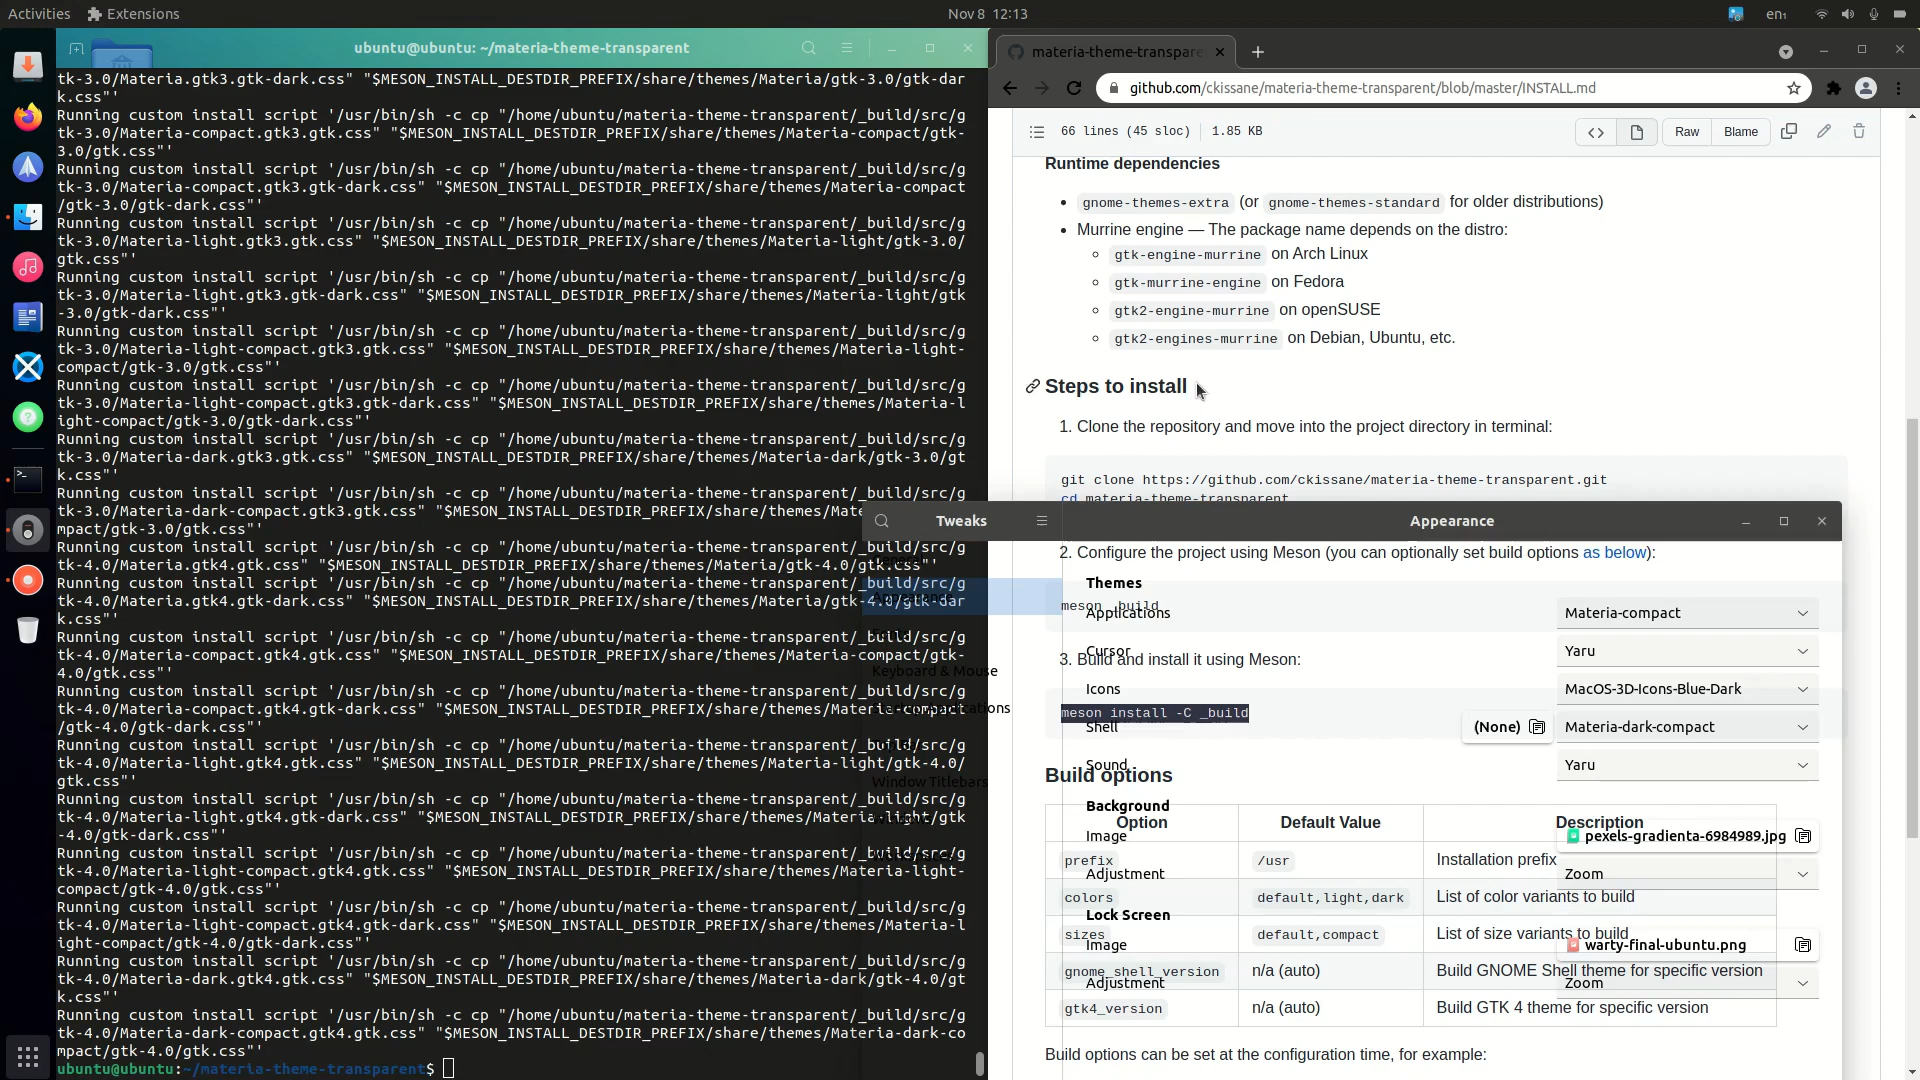 Activities
Extensions
Nov 8  12:13
en₁
ubuntu@ubuntu: ~/materia-theme-transparent
tk-3.0/Materia.gtk3.gtk-dark.css" "$MESON_INSTALL_DESTDIR_PREFIX/share/themes/Materia/gtk-3.0/gtk-dar
k.css"'
Running custom install script '/usr/bin/sh -c cp "/home/ubuntu/materia-theme-transparent/_build/src/g
tk-3.0/Materia-compact.gtk3.gtk.css" "$MESON_INSTALL_DESTDIR_PREFIX/share/themes/Materia-compact/gtk-
3.0/gtk.css"'
Running custom install script '/usr/bin/sh -c cp "/home/ubuntu/materia-theme-transparent/_build/src/g
tk-3.0/Materia-compact.gtk3.gtk-dark.css" "$MESON_INSTALL_DESTDIR_PREFIX/share/themes/Materia-compact
/gtk-3.0/gtk-dark.css"'
Running custom install script '/usr/bin/sh -c cp "/home/ubuntu/materia-theme-transparent/_build/src/g
tk-3.0/Materia-light.gtk3.gtk.css" "$MESON_INSTALL_DESTDIR_PREFIX/share/themes/Materia-light/gtk-3.0/
gtk.css"'
Running custom install script '/usr/bin/sh -c cp "/home/ubuntu/materia-theme-transparent/_build/src/g
tk-3.0/Materia-light.gtk3.gtk-dark.css" "$MESON_INSTALL_DESTDIR_PREFIX/share/themes/Materia-light/gtk
-3.0/gtk-dark.css"'
Running custom install script '/usr/bin/sh -c cp "/home/ubuntu/materia-theme-transparent/_build/src/g
tk-3.0/Materia-light-compact.gtk3.gtk.css" "$MESON_INSTALL_DESTDIR_PREFIX/share/themes/Materia-light-
compact/gtk-3.0/gtk.css"'
Running custom install script '/usr/bin/sh -c cp "/home/ubuntu/materia-theme-transparent/_build/src/g
tk-3.0/Materia-light-compact.gtk3.gtk-dark.css" "$MESON_INSTALL_DESTDIR_PREFIX/share/themes/Materia-l
ight-compact/gtk-3.0/gtk-dark.css"'
Running custom install script '/usr/bin/sh -c cp "/home/ubuntu/materia-theme-transparent/_build/src/g
tk-3.0/Materia-dark.gtk3.gtk.css" "$MESON_INSTALL_DESTDIR_PREFIX/share/themes/Materia-dark/gtk-3.0/gt
k.css"'
Running custom install script '/usr/bin/sh -c cp "/home/ubuntu/materia-theme-transparent/_build/src/g
tk-3.0/Materia-dark-compact.gtk3.gtk.css" "$MESON_INSTALL_DESTDIR_PREFIX/share/themes/Materia-dark-co
mpact/gtk-3.0/gtk.css"'
Running custom install script '/usr/bin/sh -c cp "/home/ubuntu/materia-theme-transparent/_build/src/g
tk-4.0/Materia.gtk4.gtk.css" "$MESON_INSTALL_DESTDIR_PREFIX/share/themes/Materia/gtk-4.0/gtk.css"'
Running custom install script '/usr/bin/sh -c cp "/home/ubuntu/materia-theme-transparent/_build/src/g
tk-4.0/Materia.gtk4.gtk-dark.css" "$MESON_INSTALL_DESTDIR_PREFIX/share/themes/Materia/gtk-4.0/gtk-dar
k.css"'
Running custom install script '/usr/bin/sh -c cp "/home/ubuntu/materia-theme-transparent/_build/src/g
tk-4.0/Materia-compact.gtk4.gtk.css" "$MESON_INSTALL_DESTDIR_PREFIX/share/themes/Materia-compact/gtk-
4.0/gtk.css"'
Running custom install script '/usr/bin/sh -c cp "/home/ubuntu/materia-theme-transparent/_build/src/g
tk-4.0/Materia-compact.gtk4.gtk-dark.css" "$MESON_INSTALL_DESTDIR_PREFIX/share/themes/Materia-compact
/gtk-4.0/gtk-dark.css"'
Running custom install script '/usr/bin/sh -c cp "/home/ubuntu/materia-theme-transparent/_build/src/g
tk-4.0/Materia-light.gtk4.gtk.css" "$MESON_INSTALL_DESTDIR_PREFIX/share/themes/Materia-light/gtk-4.0/
gtk.css"'
Running custom install script '/usr/bin/sh -c cp "/home/ubuntu/materia-theme-transparent/_build/src/g
tk-4.0/Materia-light.gtk4.gtk-dark.css" "$MESON_INSTALL_DESTDIR_PREFIX/share/themes/Materia-light/gtk
-4.0/gtk-dark.css"'
Running custom install script '/usr/bin/sh -c cp "/home/ubuntu/materia-theme-transparent/_build/src/g
tk-4.0/Materia-light-compact.gtk4.gtk.css" "$MESON_INSTALL_DESTDIR_PREFIX/share/themes/Materia-light-
compact/gtk-4.0/gtk.css"'
Running custom install script '/usr/bin/sh -c cp "/home/ubuntu/materia-theme-transparent/_build/src/g
tk-4.0/Materia-light-compact.gtk4.gtk-dark.css" "$MESON_INSTALL_DESTDIR_PREFIX/share/themes/Materia-l
ight-compact/gtk-4.0/gtk-dark.css"'
Running custom install script '/usr/bin/sh -c cp "/home/ubuntu/materia-theme-transparent/_build/src/g
tk-4.0/Materia-dark.gtk4.gtk.css" "$MESON_INSTALL_DESTDIR_PREFIX/share/themes/Materia-dark/gtk-4.0/gt
k.css"'
Running custom install script '/usr/bin/sh -c cp "/home/ubuntu/materia-theme-transparent/_build/src/g
tk-4.0/Materia-dark-compact.gtk4.gtk.css" "$MESON_INSTALL_DESTDIR_PREFIX/share/themes/Materia-dark-co
mpact/gtk-4.0/gtk.css"'
ubuntu@ubuntu:~/materia-theme-transparent$
materia-theme-transpare
github.com/ckissane/materia-theme-transparent/blob/master/INSTALL.md
66 lines (45 sloc)
1.85 KB
Raw
Blame
Runtime dependencies
gnome-themes-extra (or gnome-themes-standard for older distributions)
Murrine engine — The package name depends on the distro:
gtk-engine-murrine on Arch Linux
gtk-murrine-engine on Fedora
gtk2-engine-murrine on openSUSE
gtk2-engines-murrine on Debian, Ubuntu, etc.
Steps to install
1. Clone the repository and move into the project directory in terminal:
git clone https://github.com/ckissane/materia-theme-transparent.git
cd materia-theme-transparent
2. Configure the project using Meson (you can optionally set build options as below):
meson _build
3. Build and install it using Meson:
meson install -C _build
Build options
Option
Default Value
Description
prefix
/usr
Installation prefix
colors
default,light,dark
List of color variants to build
sizes
default,compact
List of size variants to build
gnome_shell_version
n/a (auto)
Build GNOME Shell theme for specific version
gtk4_version
n/a (auto)
Build GTK 4 theme for specific version
Build options can be set at the configuration time, for example:
Tweaks
Appearance
Appearance
Keyboard & Mouse
Startup Applications
Window Titlebars
Themes
Applications
Materia-compact
Cursor
Yaru
Icons
MacOS-3D-Icons-Blue-Dark
Shell
(None)
Materia-dark-compact
Sound
Yaru
Background
Image
pexels-gradienta-6984989.jpg
Adjustment
Zoom
Lock Screen
Image
warty-final-ubuntu.png
Adjustment
Zoom